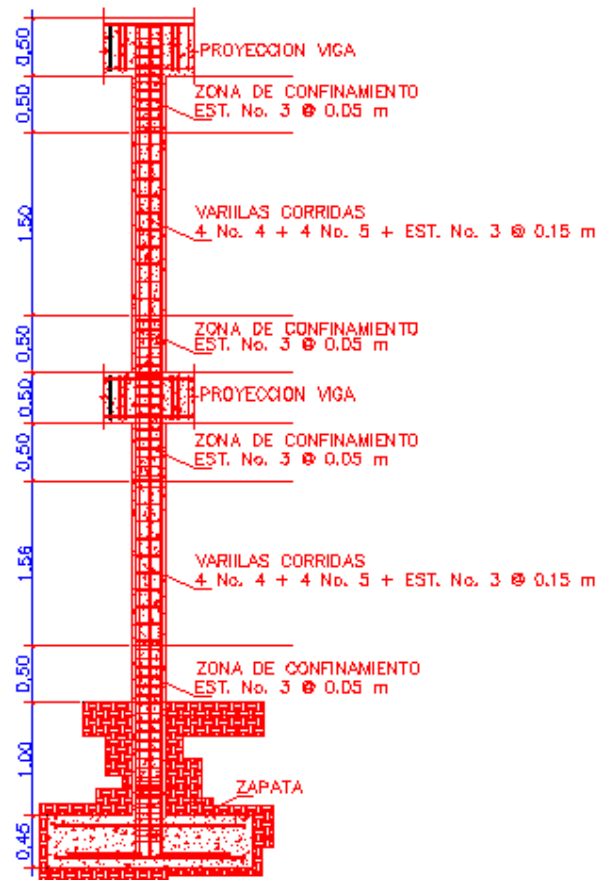 0.50
PROYECCION VIGA
0.50
ZONA DE CONFINAMIENTO
EST. No. 3 @ 0.05 m
1.50
VARIILAS CORRIDAS
4 No. 4 + 4 No. 5 + EST. No. 3 @ 0.15 m
0.50
ZONA DE CONFINAMIENTO
EST. No. 3 @ 0.05 m
0.50
PROYECCION VIGA
0.50
ZONA DE CONFINAMIENTO
EST. No. 3 @ 0.05 m
1.56
VARIILAS CORRIDAS
4 No. 4 + 4 No. 5 + EST. No. 3 @ 0.15 m
0.50
ZONA DE CONFINAMIENTO
EST. No. 3 @ 0.05 m
1.00
ZAPATA
0.45